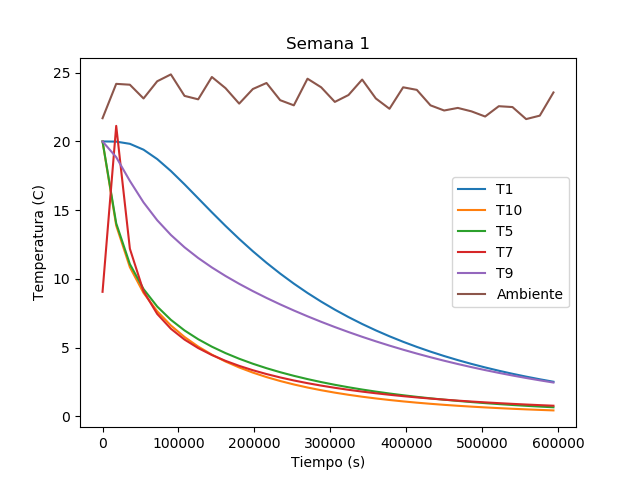 Semana 1
Temperatura (C)
25
20
15
10
5
0
T1
T10
T5
T7
T9
Ambiente
0
100000
200000
300000
400000
500000
600000
Tiempo (s)